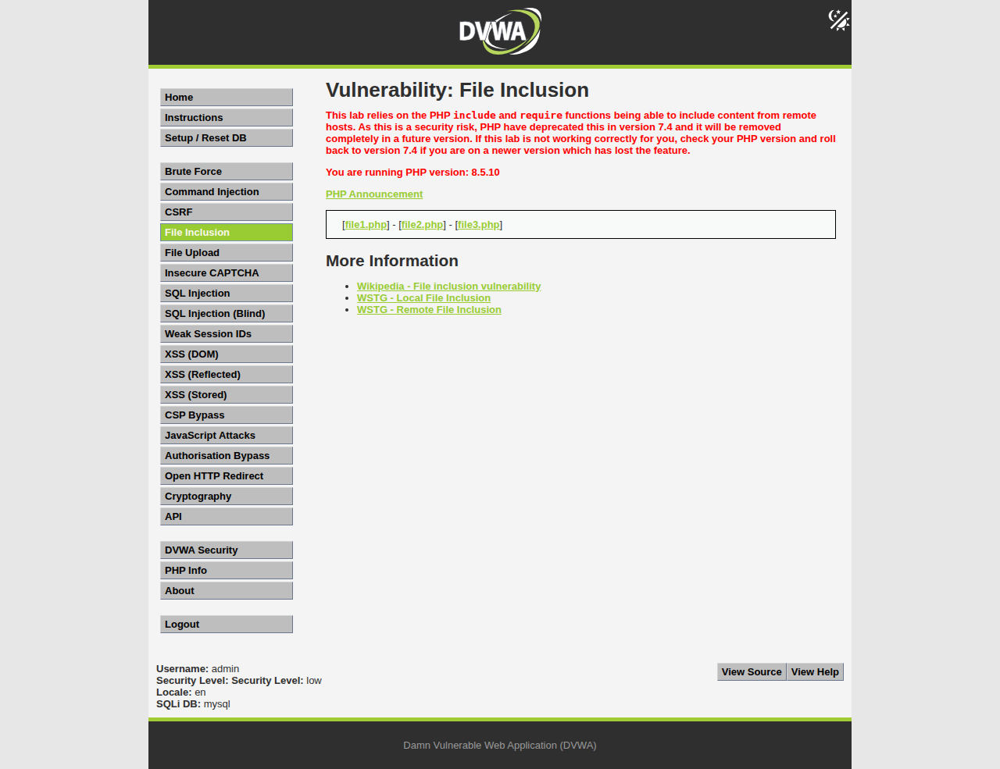 DVWA
Home
Instructions
Setup / Reset DB
Brute Force
Command Injection
CSRF
File Inclusion
File Upload
Insecure CAPTCHA
SQL Injection
SQL Injection (Blind)
Weak Session IDs
XSS (DOM)
XSS (Reflected)
XSS (Stored)
CSP Bypass
JavaScript Attacks
Authorisation Bypass
Open HTTP Redirect
Cryptography
API
DVWA Security
PHP Info
About
Logout
Vulnerability: File Inclusion
This lab relies on the PHP include and require functions being able to include content from remote
hosts. As this is a security risk, PHP have deprecated this in version 7.4 and it will be removed
completely in a future version. If this lab is not working correctly for you, check your PHP version and roll
back to version 7.4 if you are on a newer version which has lost the feature.
You are running PHP version: 8.5.10
PHP Announcement
[file1.php] - [file2.php] - [file3.php]
More Information
• Wikipedia - File inclusion vulnerability
• WSTG - Local File Inclusion
• WSTG - Remote File Inclusion
Username: admin
Security Level: Security Level: low
Locale: en
SQLi DB: mysql
View Source View Help
Damn Vulnerable Web Application (DVWA)